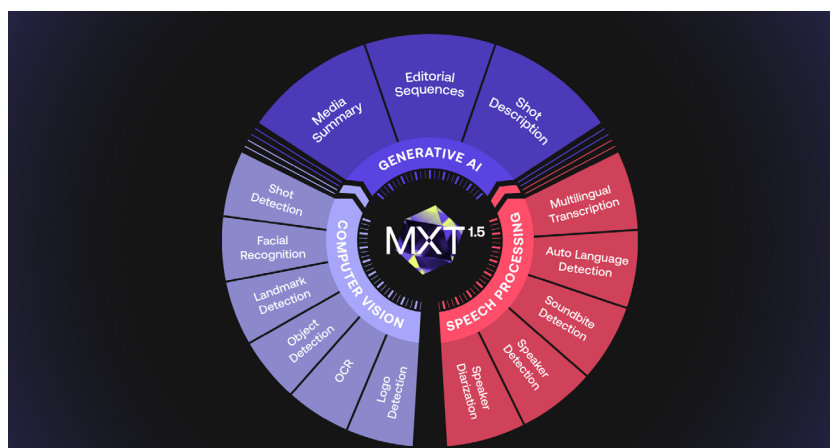 Media
Summary
Editorial
Sequences
Shot
Description
GENERATIVE AI
Shot
Detection
Facial
Recognition
Landmark
Detection
Object
Detection
OCR
Logo
Detection
COMPUTER VISION
MXT 1.5
SPEECH PROCESSING
Multilingual
Transcription
Auto Language
Detection
Soundbite
Detection
Speaker
Detection
Speaker
Diarization